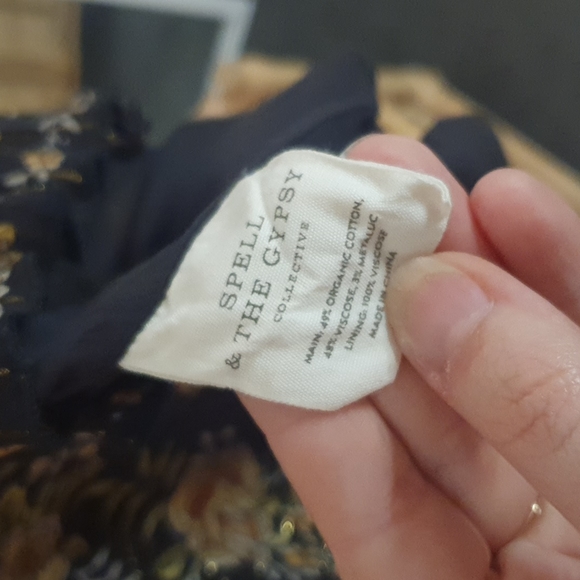 SPELL
& THE GYPSY
COLLECTIVE
MAIN: 49% ORGANIC COTTON,
48% VISCOSE, 3% METALLIC
LINING: 100% VISCOSE
MADE IN CHINA